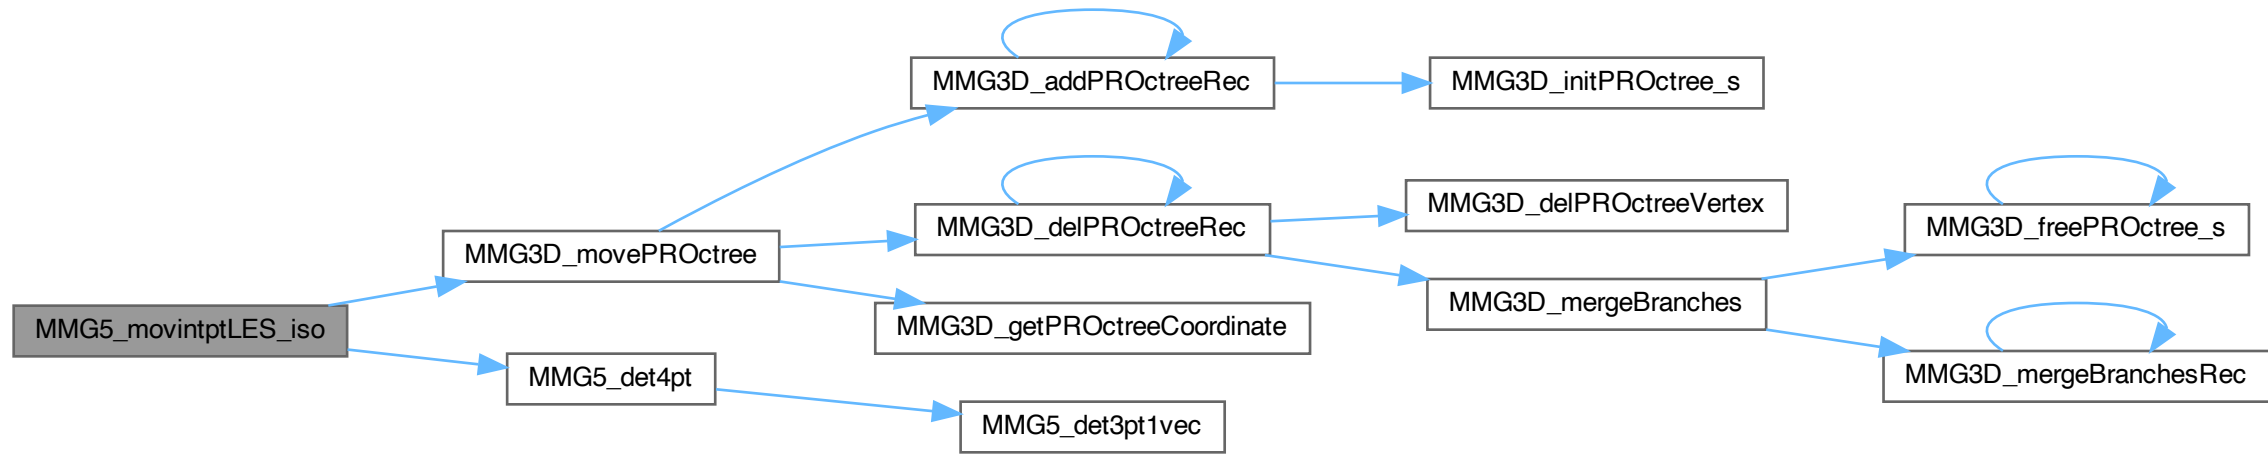 MMG5_movintptLES_iso
MMG3D_movePROctree
MMG3D_addPROctreeRec
MMG3D_initPROctree_s
MMG3D_delPROctreeRec
MMG3D_delPROctreeVertex
MMG3D_mergeBranches
MMG3D_freePROctree_s
MMG3D_mergeBranchesRec
MMG3D_getPROctreeCoordinate
MMG5_det4pt
MMG5_det3pt1vec